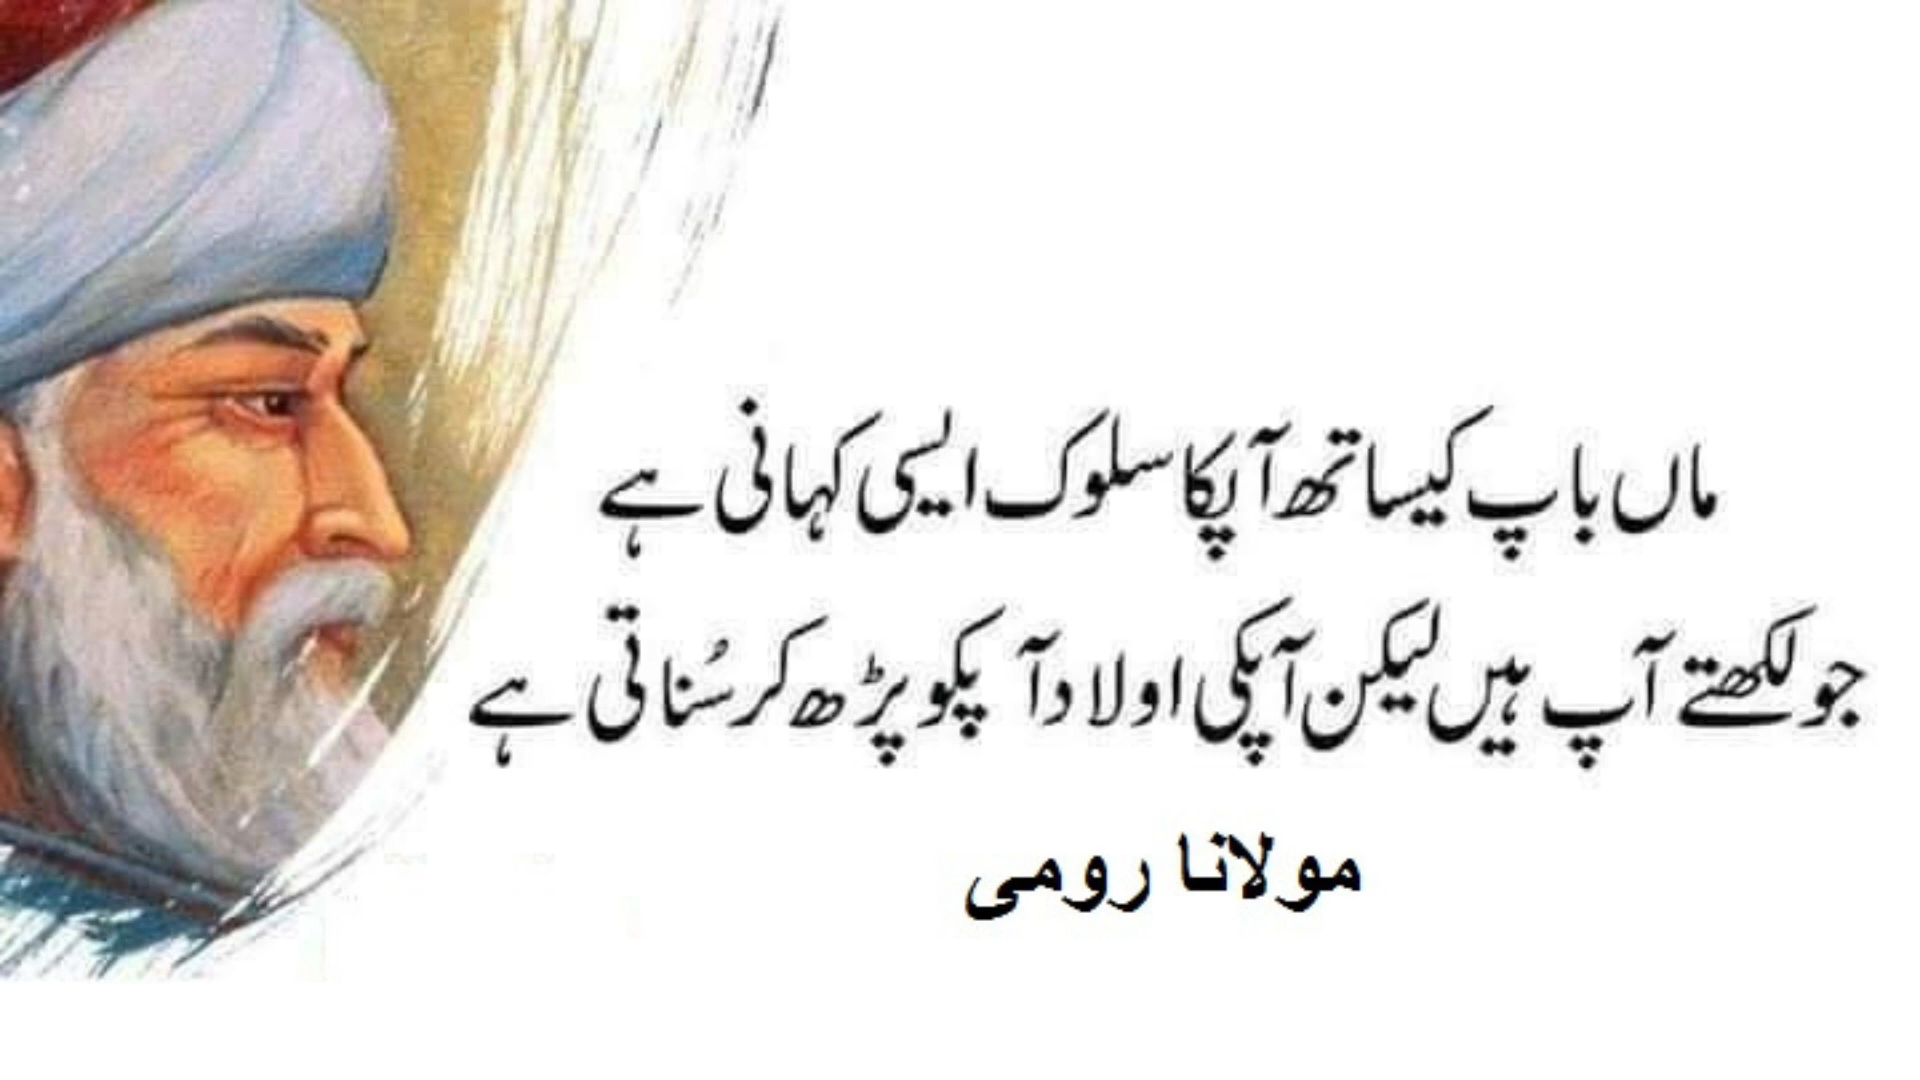 ماں باپ کیساتھ آپکا سلوک ایسی کہانی ہے
جو لکھتے آپ ہیں لیکن آپکی اولاد آپکو پڑھ کر سُناتی ہے
مولانا رومی